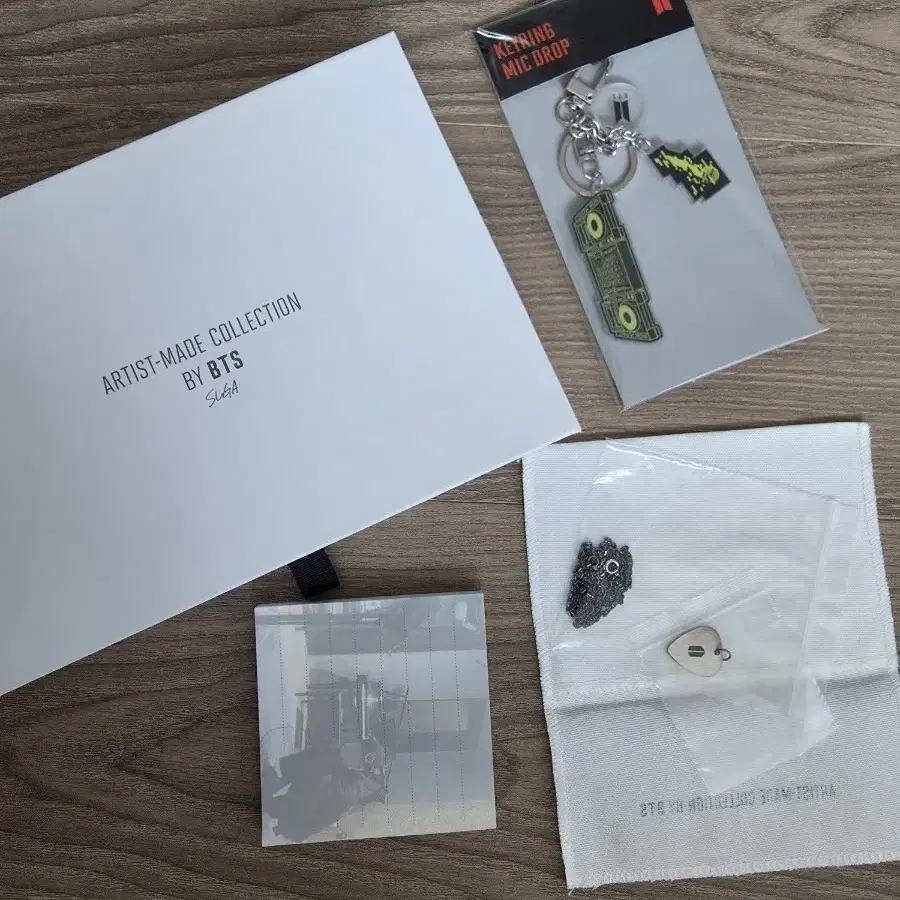 KEYRING
MIC DROP
ARTIST-MADE COLLECTION
BY BTS
SUGA
ARTIST-MADE COLLECTION BY BTS